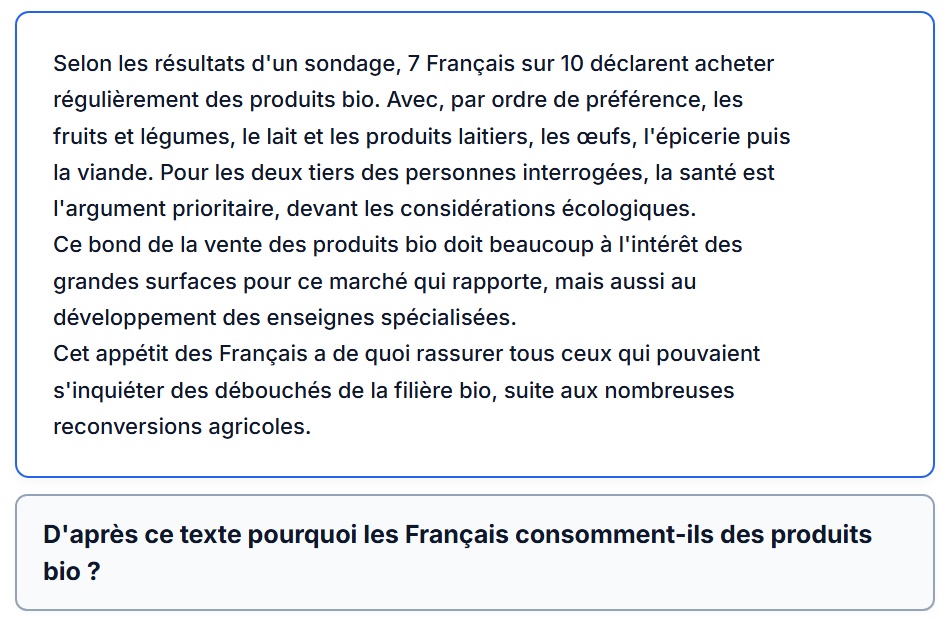 Selon les résultats d'un sondage, 7 Français sur 10 déclarent acheter
régulièrement des produits bio. Avec, par ordre de préférence, les
fruits et légumes, le lait et les produits laitiers, les œufs, l'épicerie puis
la viande. Pour les deux tiers des personnes interrogées, la santé est
l'argument prioritaire, devant les considérations écologiques.
Ce bond de la vente des produits bio doit beaucoup à l'intérêt des
grandes surfaces pour ce marché qui rapporte, mais aussi au
développement des enseignes spécialisées.
Cet appétit des Français a de quoi rassurer tous ceux qui pouvaient
s'inquiéter des débouchés de la filière bio, suite aux nombreuses
reconversions agricoles.
D'après ce texte pourquoi les Français consomment-ils des produits
bio ?